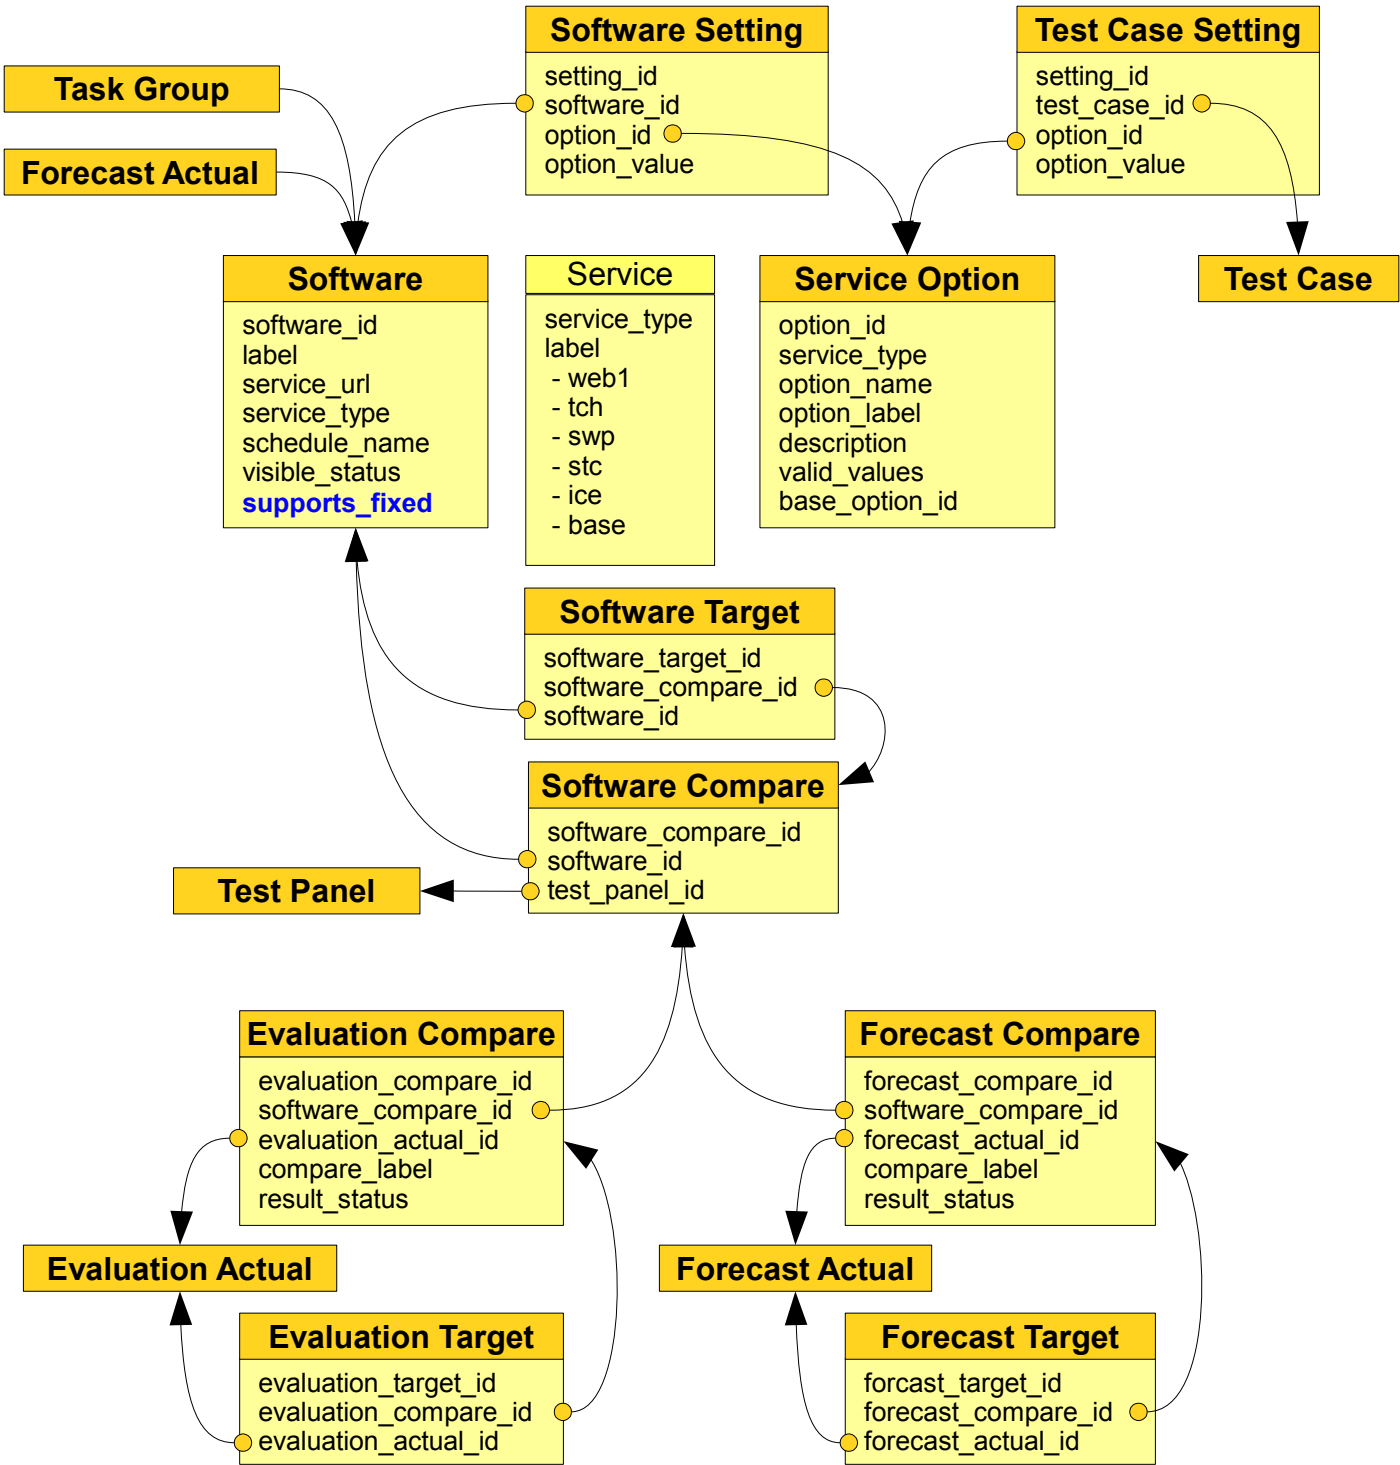 Software Setting
setting_id
software_id
option_id
option_value
Test Case Setting
setting_id
test_case_id
option_id
option_value
Task Group
Forecast Actual
Software
software_id
label
service_url
service_type
schedule_name
visible_status
supports_fixed
Service
service_type
label
- web1
- tch
- swp
- stc
- ice
- base
Service Option
option_id
service_type
option_name
option_label
description
valid_values
base_option_id
Test Case
Software Target
software_target_id
software_compare_id
software_id
Software Compare
software_compare_id
software_id
test_panel_id
Test Panel
Evaluation Compare
evaluation_compare_id
software_compare_id
evaluation_actual_id
compare_label
result_status
Forecast Compare
forecast_compare_id
software_compare_id
forecast_actual_id
compare_label
result_status
Evaluation Actual
Forecast Actual
Evaluation Target
evaluation_target_id
evaluation_compare_id
evaluation_actual_id
Forecast Target
forcast_target_id
forecast_compare_id
forecast_actual_id